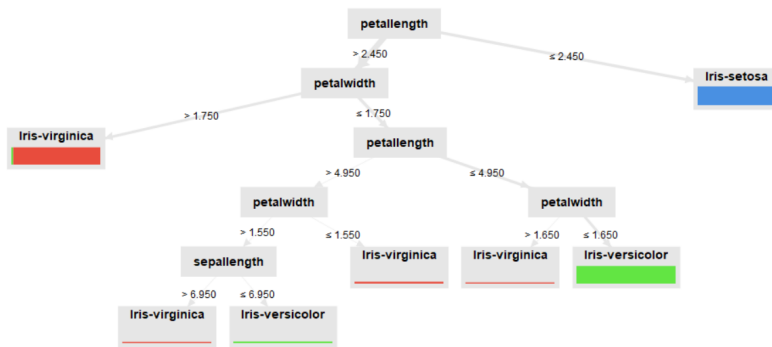 petallength
> 2.450
≤ 2.450
petalwidth
Iris-setosa
> 1.750
≤ 1.750
Iris-virginica
petallength
> 4.950
≤ 4.950
petalwidth
petalwidth
> 1.550
≤ 1.550
> 1.650
≤ 1.650
sepallength
Iris-virginica
Iris-virginica
Iris-versicolor
> 6.950
≤ 6.950
Iris-virginica
Iris-versicolor